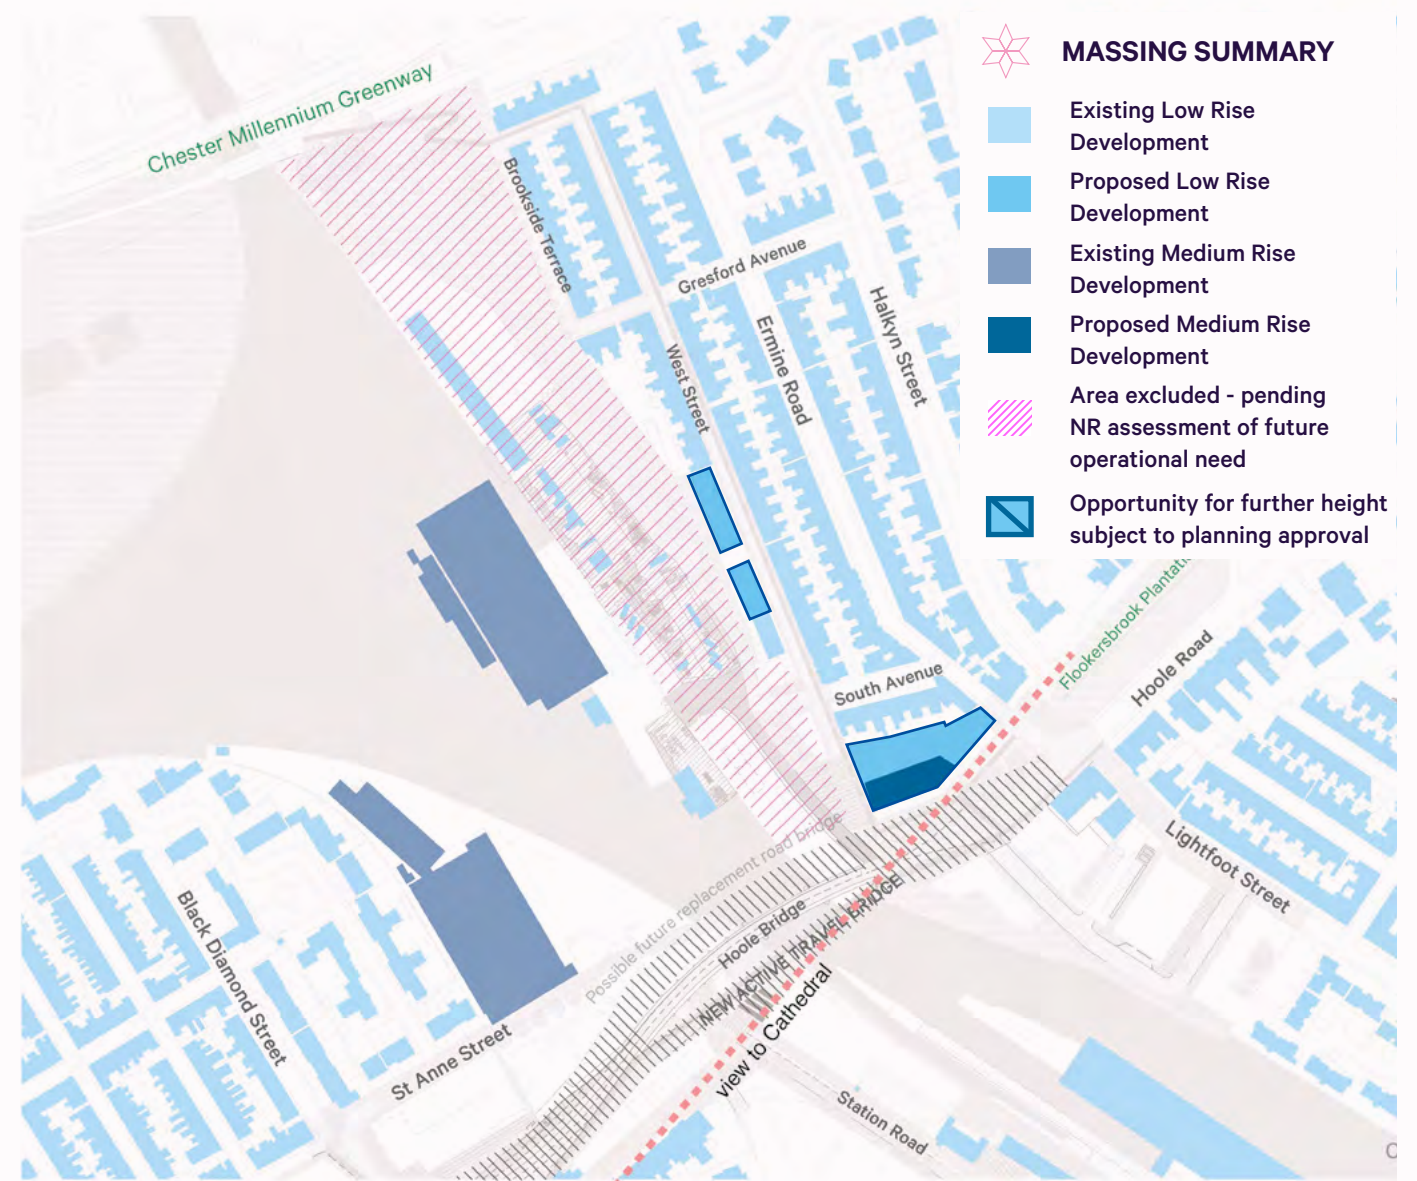 MASSING SUMMARY
Existing Low Rise
Development
Proposed Low Rise
Development
Existing Medium Rise
Development
Proposed Medium Rise
Development
Area excluded - pending
NR assessment of future
operational need
Opportunity for further height
subject to planning approval
Chester Millennium Greenway
Brookside Terrace
Gresford Avenue
West Street
Ermine Road
Halkyn Street
South Avenue
Flookersbrook
Hoole Road
Lightfoot Street
Possible future replacement road bridge
Hoole Bridge
NEW ACTIVE TRAVEL BRIDGE
view to Cathedral
Black Diamond Street
St Anne Street
Station Road